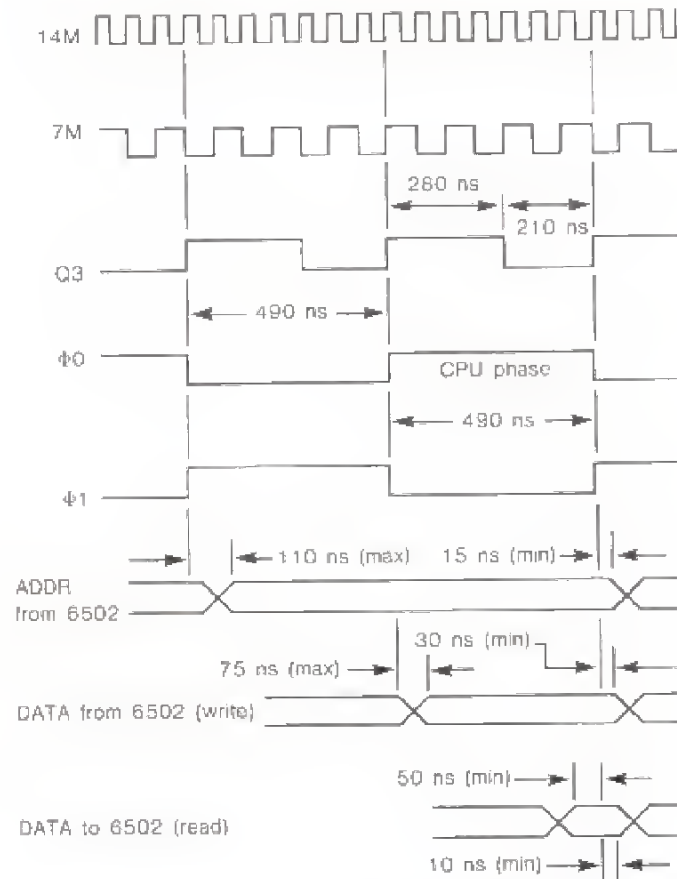 14M
7M
280 ns
210 ns
Q3
490 ns
ϕ0
CPU phase
490 ns
ϕ1
110 ns (max)
15 ns (min)
ADDR
from 6502
30 ns (min)
75 ns (max)
DATA from 6502 (write)
50 ns (min)
DATA to 6502 (read)
10 ns (min)